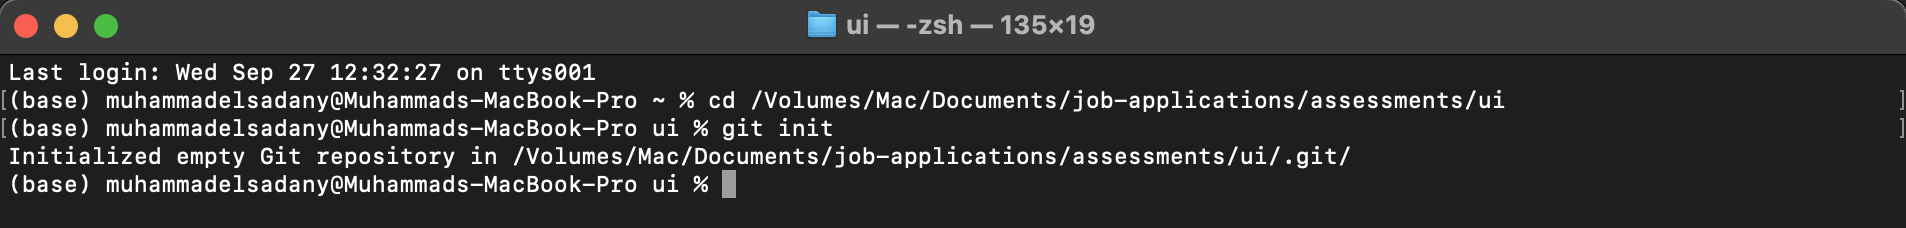 ui — -zsh — 135×19
Last login: Wed Sep 27 12:32:27 on ttys001
[(base) muhammadelsadany@Muhammads-MacBook-Pro ~ % cd /Volumes/Mac/Documents/job-applications/assessments/ui ]
[(base) muhammadelsadany@Muhammads-MacBook-Pro ui % git init ]
Initialized empty Git repository in /Volumes/Mac/Documents/job-applications/assessments/ui/.git/
(base) muhammadelsadany@Muhammads-MacBook-Pro ui %